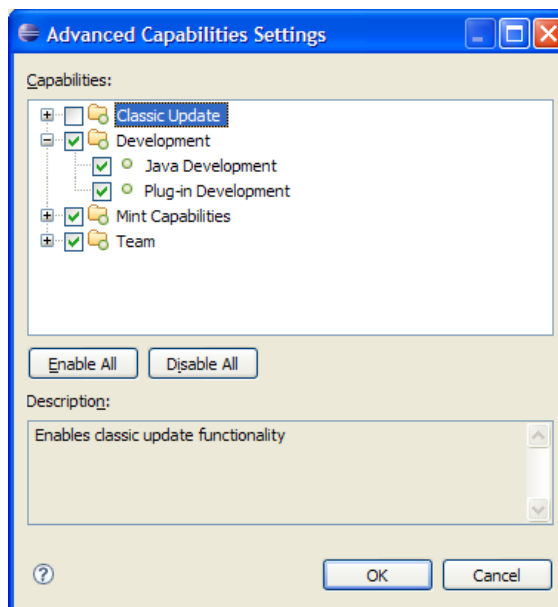 Advanced Capabilities Settings
Capabilities:
Classic Update
Development
Java Development
Plug-in Development
Mint Capabilities
Team
Enable All Disable All
Description:
Enables classic update functionality
OK Cancel